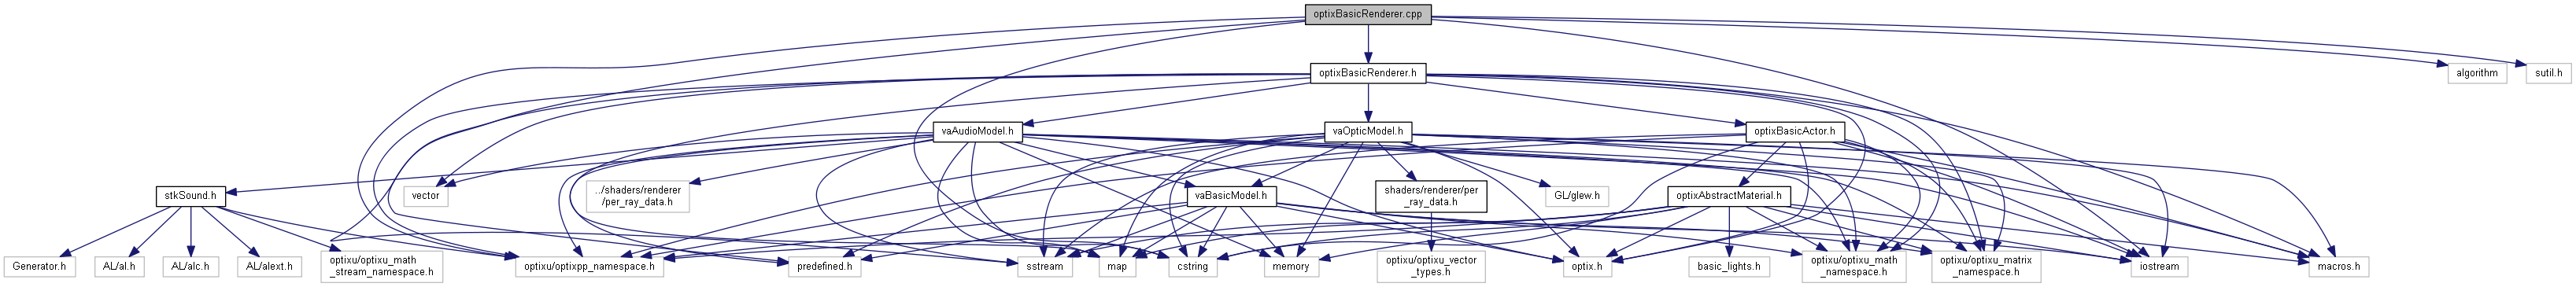 optixBasicRenderer.cpp
optixBasicRenderer.h
algorithm
sutil.h
vaAudioModel.h
vaOpticModel.h
optixBasicActor.h
stkSound.h
vector
../shaders/renderer
/per_ray_data.h
vaBasicModel.h
shaders/renderer/per
_ray_data.h
GL/glew.h
optixAbstractMaterial.h
Generator.h
AL/al.h
AL/alc.h
AL/alext.h
optixu/optixu_math
_stream_namespace.h
optixu/optixpp_namespace.h
predefined.h
sstream
map
cstring
memory
optixu/optixu_vector
_types.h
optix.h
basic_lights.h
optixu/optixu_math
_namespace.h
optixu/optixu_matrix
_namespace.h
iostream
macros.h